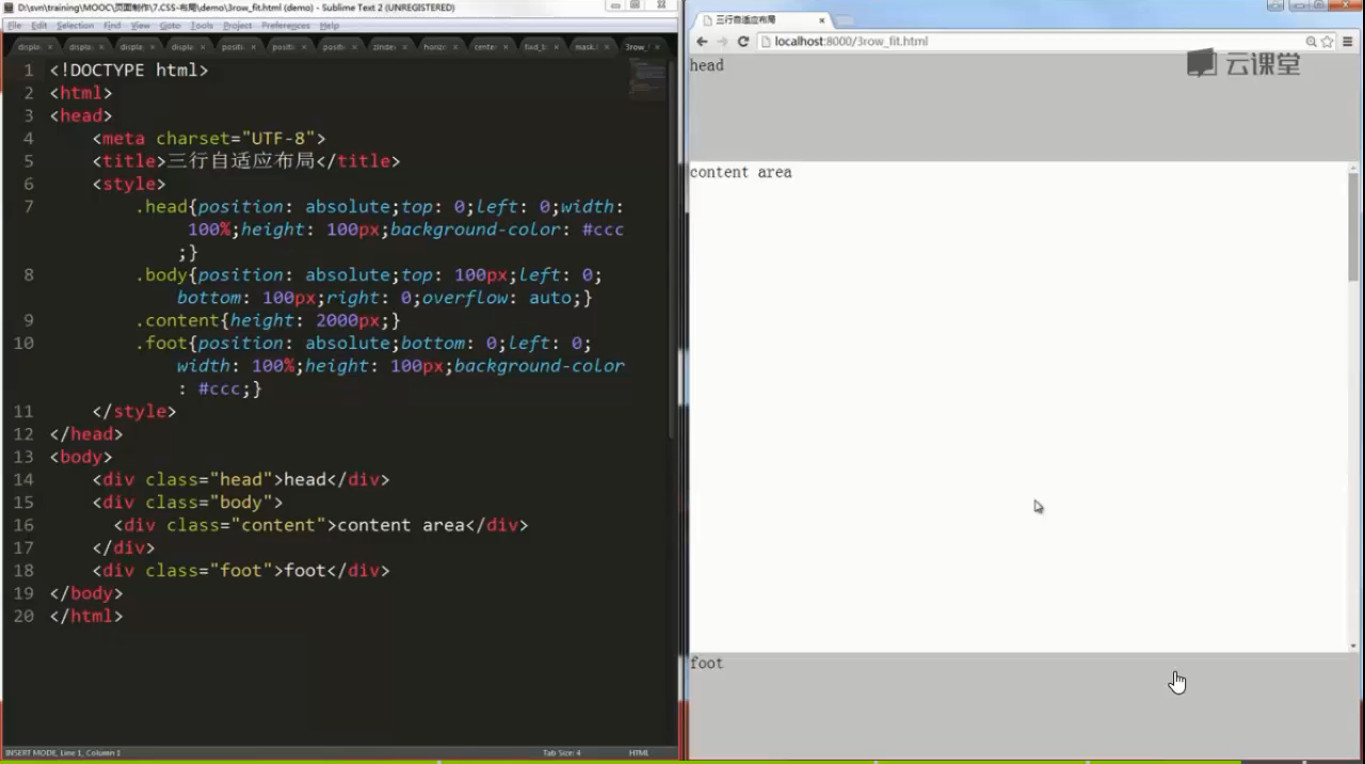 D:\svn\training\MOOC\页面制作\7.CSS-布局\demo\3row_fit.html (demo) - Sublime Text 2 (UNREGISTERED)
File Edit Selection Find View Goto Tools Project Preferences Help
displa displa displa displa positi positi positi zindex horizo center fixd_b mask.l 3row_f
1 <!DOCTYPE html>
2 <html>
3 <head>
4 <meta charset="UTF-8">
5 <title>三行自适应布局</title>
6 <style>
7 .head{position: absolute;top: 0;left: 0;width:
100%;height: 100px;background-color: #ccc
;}
8 .body{position: absolute;top: 100px;left: 0;
bottom: 100px;right: 0;overflow: auto;}
9 .content{height: 2000px;}
10 .foot{position: absolute;bottom: 0;left: 0;
width: 100%;height: 100px;background-color
: #ccc;}
11 </style>
12 </head>
13 <body>
14 <div class="head">head</div>
15 <div class="body">
16 <div class="content">content area</div>
17 </div>
18 <div class="foot">foot</div>
19 </body>
20 </html>
INSERT MODE, Line 1, Column 1
Tab Size: 4
HTML
三行自适应布局
localhost:8000/3row_fit.html
head
云课堂
content area
foot